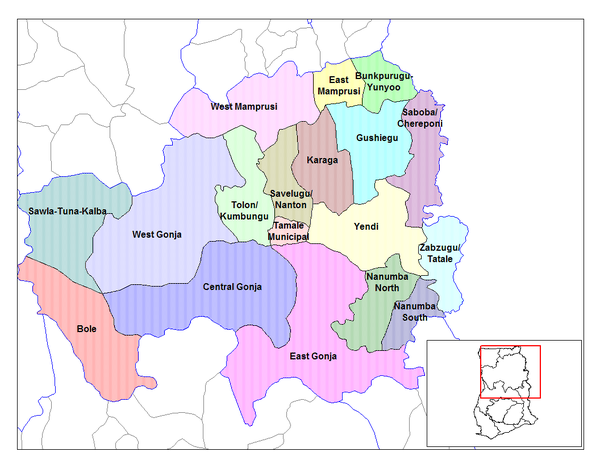 East
Mamprusi
Bunkpurugu-
Yunyoo
West Mamprusi
Saboba/
Chereponi
Gushiegu
Karaga
Savelugu/
Nanton
Tolon/
Kumbungu
Sawla-Tuna-Kalba
West Gonja
Tamale
Municipal
Yendi
Zabzugu/
Tatale
Central Gonja
Nanumba
North
Nanumba
South
Bole
East Gonja